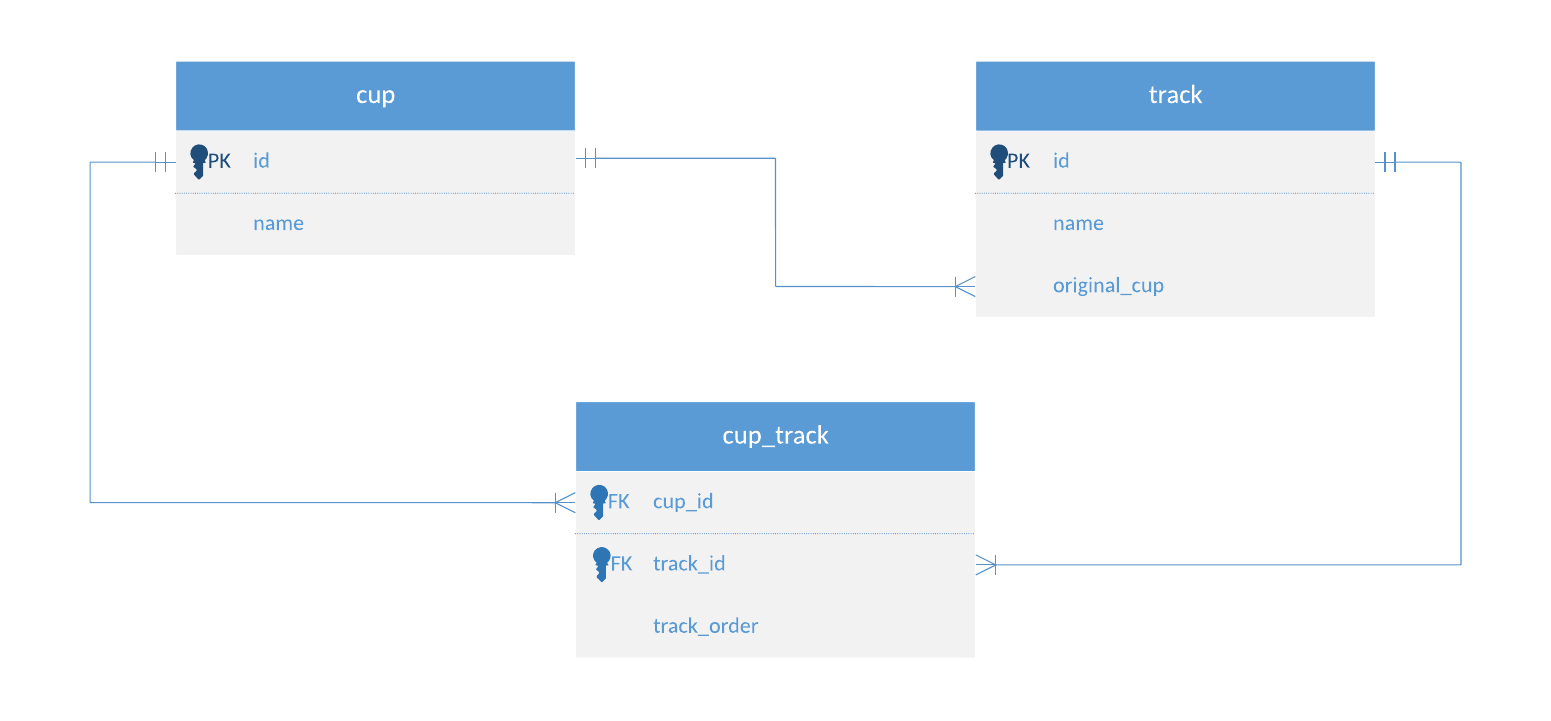 cup
PK id
name
track
PK id
name
original_cup
cup_track
FK cup_id
FK track_id
track_order